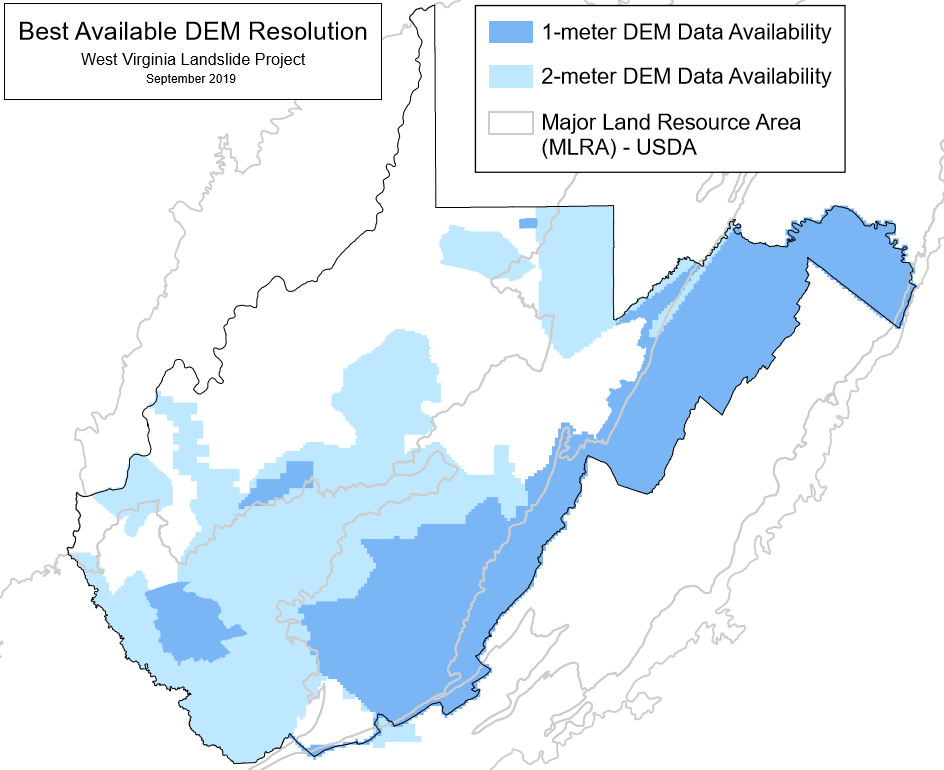 Best Available DEM Resolution
West Virginia Landslide Project
September 2019
1-meter DEM Data Availability
2-meter DEM Data Availability
Major Land Resource Area
(MLRA) - USDA